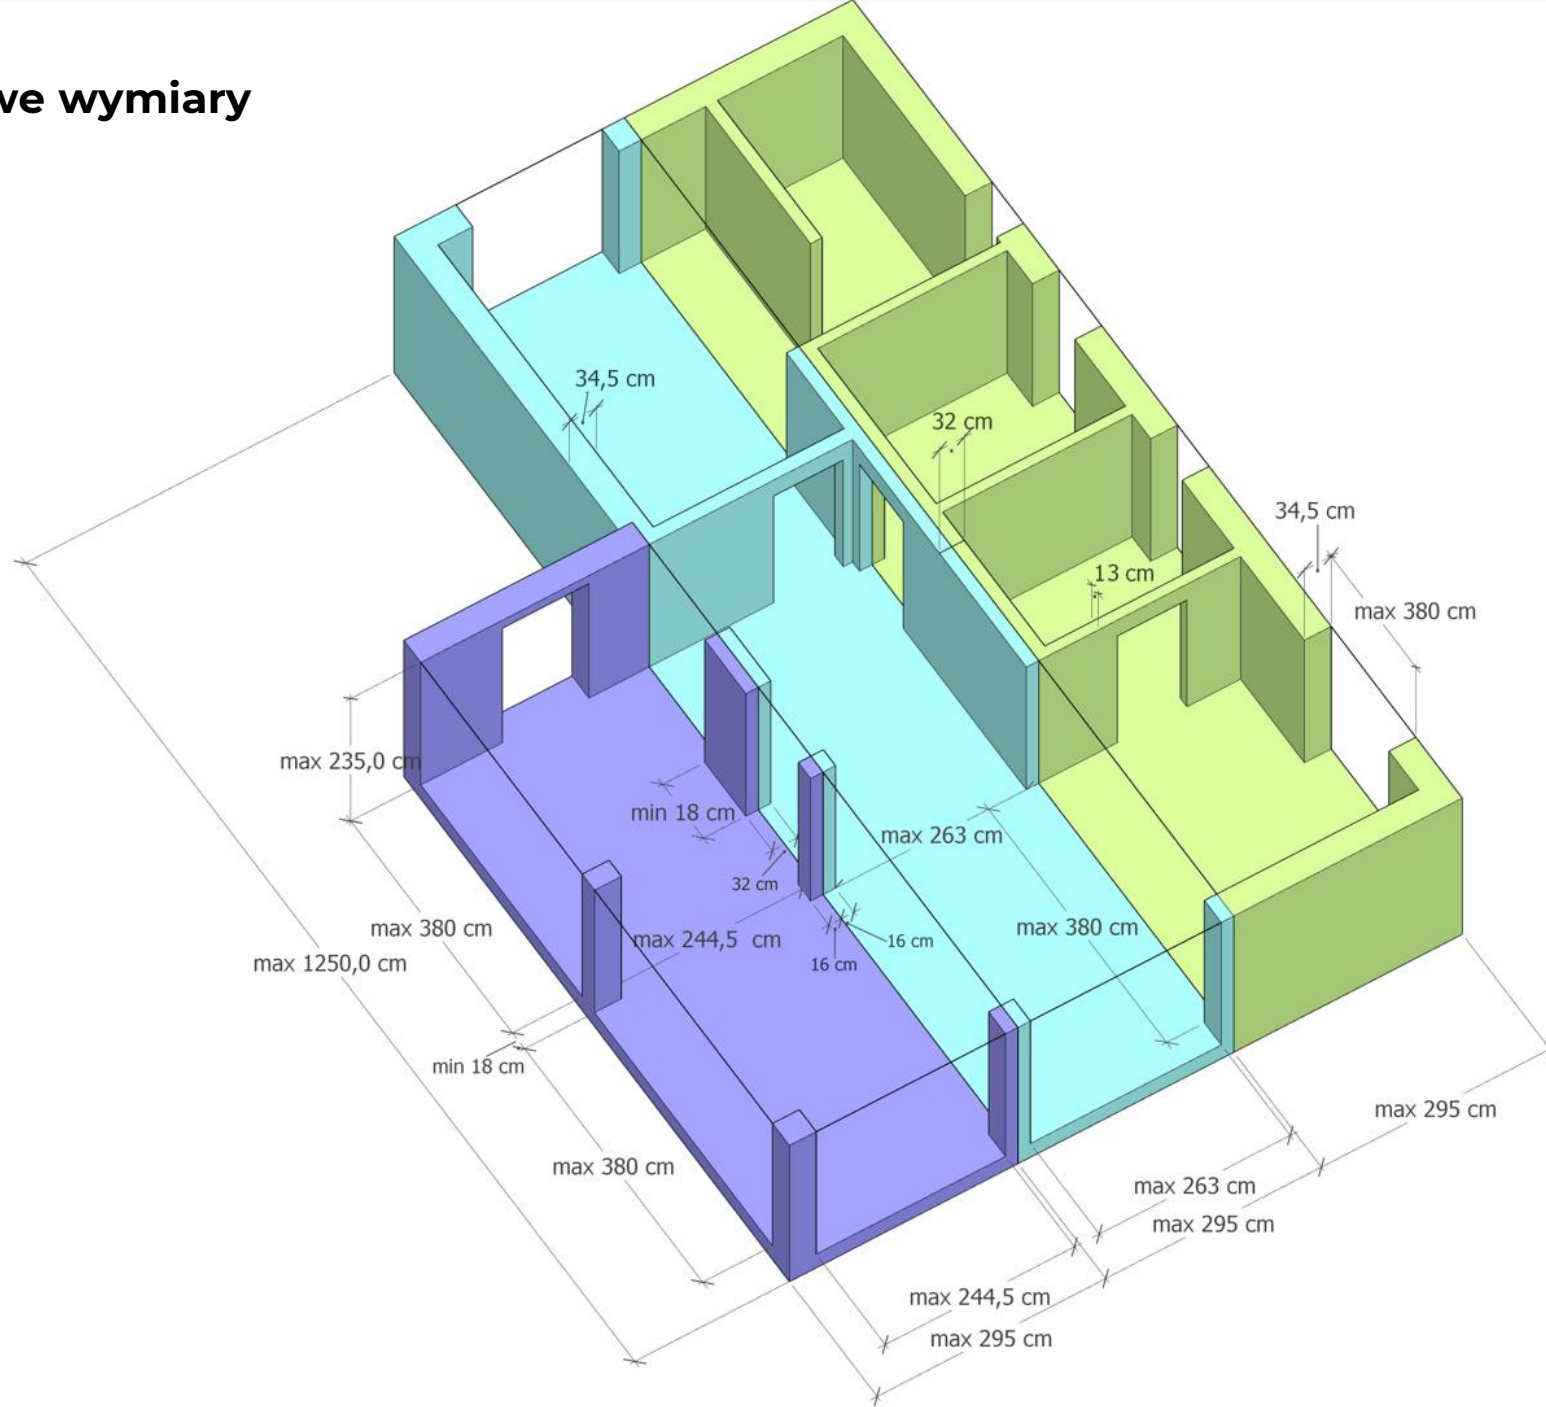 we wymiary
34,5 cm
32 cm
34,5 cm
13 cm
max 380 cm
max 235,0 cm
min 18 cm
max 263 cm
32 cm
max 380 cm
max 244,5 cm
max 380 cm
16 cm
max 1250,0 cm
16 cm
min 18 cm
max 295 cm
max 380 cm
max 263 cm
max 295 cm
max 244,5 cm
max 295 cm